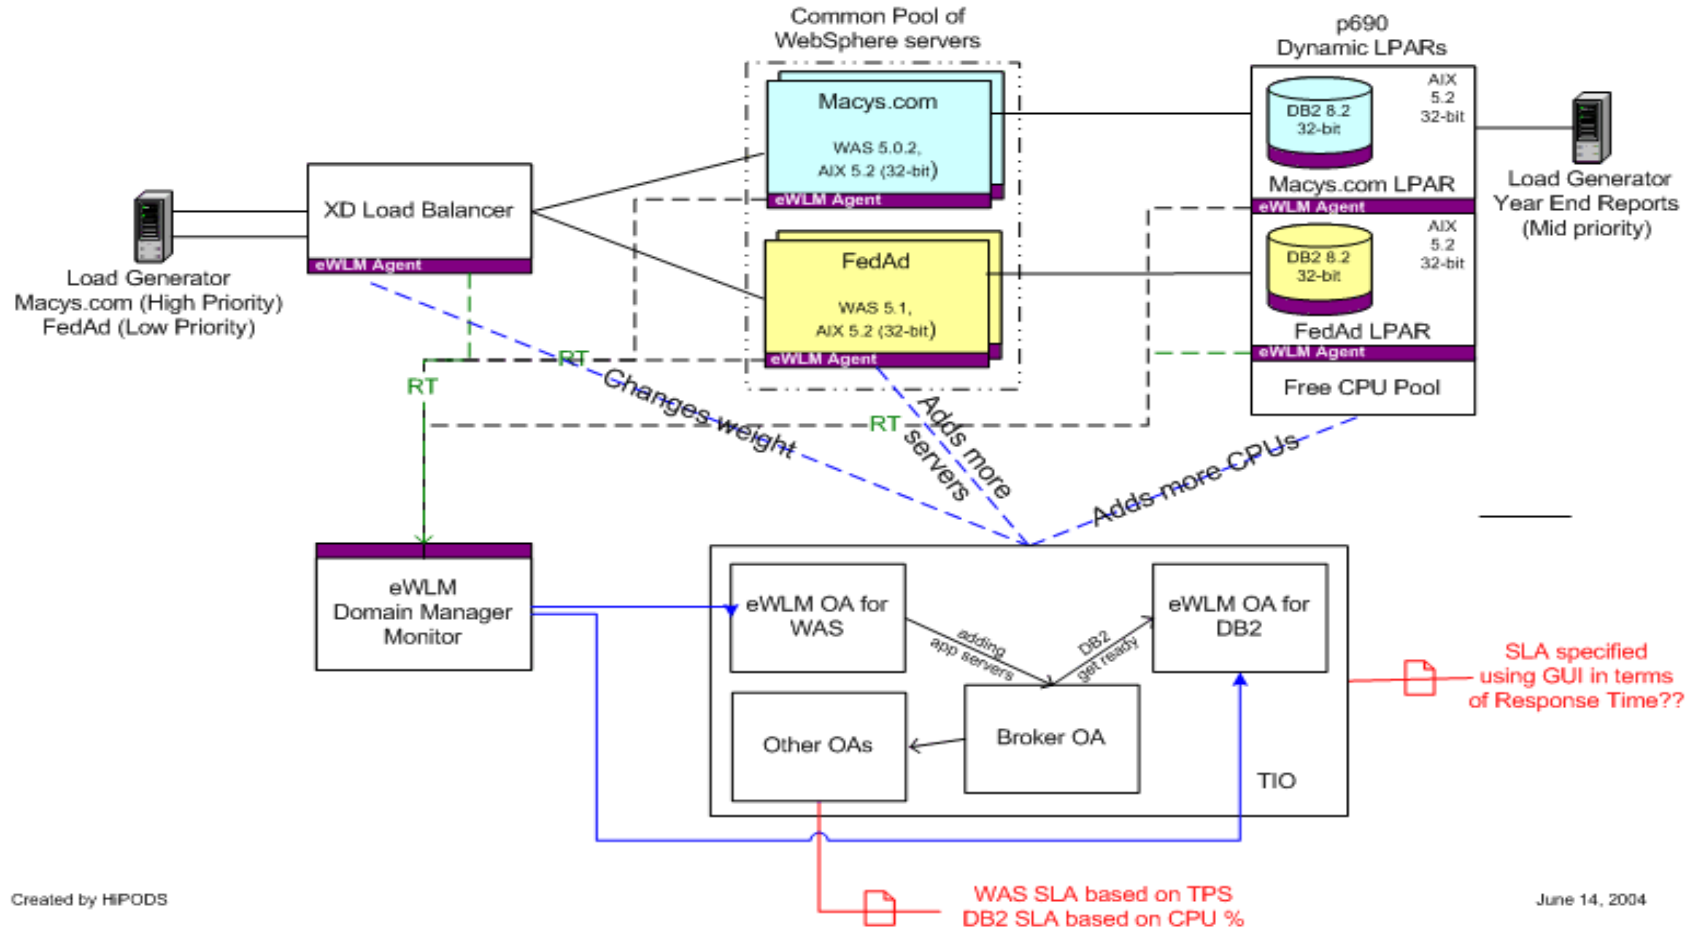 Common Pool of
WebSphere servers
p690
Dynamic LPARs
Macys.com
WAS 5.0.2,
AIX 5.2 (32-bit)
eWLM Agent
DB2 8.2
32-bit
AIX
5.2
32-bit
Macys.com LPAR
eWLM Agent
Load Generator
Year End Reports
(Mid priority)
XD Load Balancer
eWLM Agent
Load Generator
Macys.com (High Priority)
FedAd (Low Priority)
FedAd
WAS 5.1,
AIX 5.2 (32-bit)
eWLM Agent
DB2 8.2
32-bit
AIX
5.2
32-bit
FedAd LPAR
eWLM Agent
Free CPU Pool
RT
RT
RT
Changes weight
Adds more
servers
Adds more CPUs
eWLM
Domain Manager
Monitor
eWLM OA for
WAS
adding
app servers
DB2
get ready
eWLM OA for
DB2
Other OAs
Broker OA
TIO
SLA specified
using GUI in terms
of Response Time??
WAS SLA based on TPS
DB2 SLA based on CPU %
Created by HiPODS
June 14, 2004